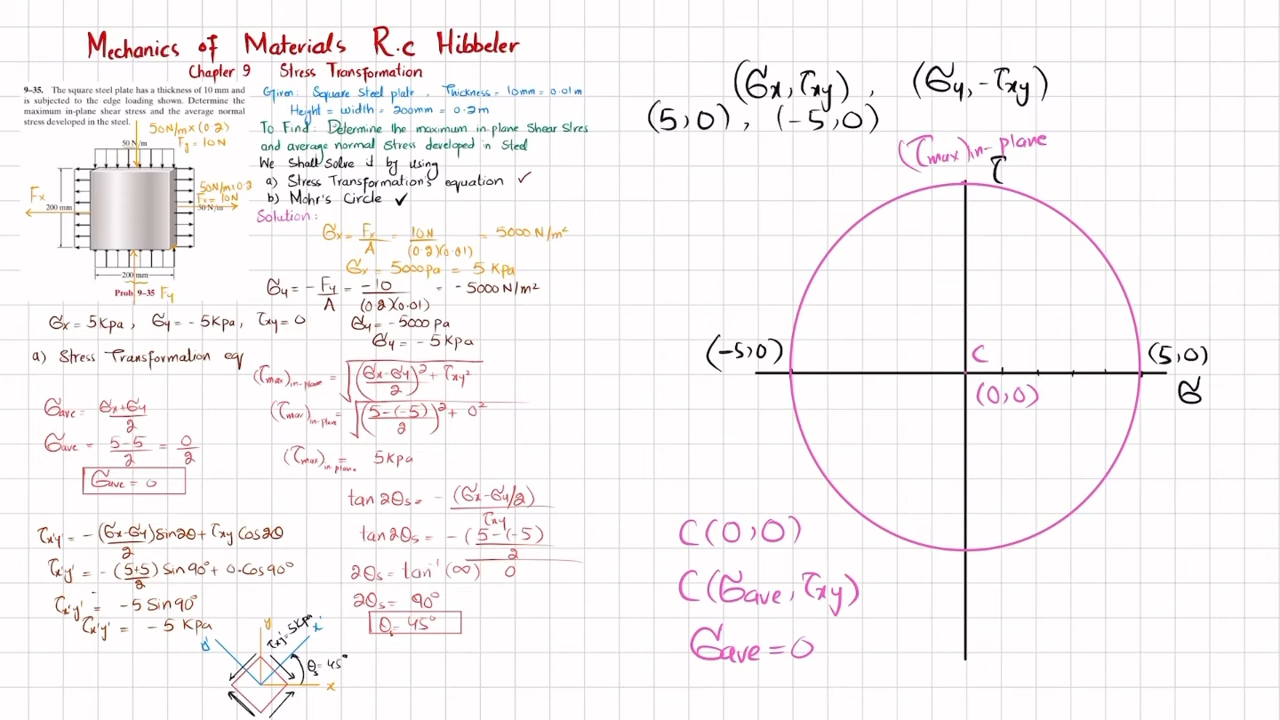 Mechanics of Materials R.c Hibbeler
Chapter 9 Stress Transformation
9–35. The square steel plate has a thickness of 10 mm and
is subjected to the edge loading shown. Determine the
maximum in-plane shear stress and the average normal
stress developed in the steel.
50 N/m × (0.2)
Fy = 10N
50 N/m
50N/m×0.2
Fx = 10N
50 N/m
Fx
200 mm
200 mm
Prob 9–35 Fy
Given: Square Steel plate, Thickness = 10mm = 0.01m
Height = width = 200mm = 0.2m
To Find: Determine the maximum in-plane Shear Stres
and average normal stress developed in Steel
We Shall Solve it by using
a) Stress Transformation's equation ✓
b) Mohr's Circle ✓
Solution:
σx = Fx/A = 10N/(0.2)(0.01) = 5000 N/m²
σx = 5000 pa = 5 Kpa
σy = -Fy/A = -10/(0.2)(0.01) = -5000 N/m²
σy = -5000 pa
σy = -5 Kpa
σx = 5Kpa, σy = -5Kpa, τxy = 0
a) Stress Transformation eq
σave = σx+σy/2
σave = 5-5/2 = 0/2
σave = 0
(τmax)in-plane = √(σx-σy/2)² + τxy²
(τmax)in-plan = √(5-(-5)/2)² + 0²
(τmax)in-plane = 5kpa
tan 2θs = -(σx-σy/2)/τxy
tan 2θs = -(5-(-5)/2)/0
2θs = tan⁻¹(∞)
2θs = 90°
θs = 45°
τx'y' = -(σx-σy)/2 sin2θ + τxy Cos2θ
τx'y' = -(5+5)/2 Sin 90° + 0.Cos 90°
τx'y' = -5 Sin 90°
τx'y' = -5 KPa
y
y'
x'
τx'y' = 5Kpa
θs = 45°
x
(σx, τxy), (σy, -τxy)
(5,0), (-5,0)
(τmax)in-plane
τ
(-5,0)
C
(5,0)
(0,0)
σ
C(0,0)
C(σave, τxy)
σave = 0